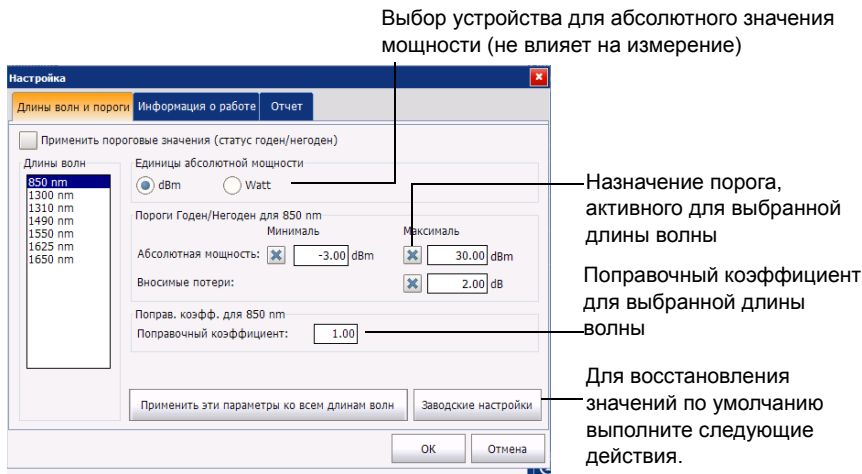 Выбор устройства для абсолютного значения
мощности (не влияет на измерение)
Настройка
Длины волн и пороги Информация о работе Отчет
Применить пороговые значения (статус годен/негоден)
Длины волн
850 nm
1300 nm
1310 nm
1490 nm
1550 nm
1625 nm
1650 nm
Единицы абсолютной мощности
dBm Watt
Пороги Годен/Негоден для 850 nm
Минималь Максималь
Абсолютная мощность: -3.00 dBm 30.00 dBm
Вносимые потери: 2.00 dB
Поправ. коэфф. для 850 nm
Поправочный коэффициент: 1.00
Применить эти параметры ко всем длинам волн
Заводские настройки
OK Отмена
Назначение порога,
активного для выбранной
длины волны
Поправочный коэффициент
для выбранной длины
волны
Для восстановления
значений по умолчанию
выполните следующие
действия.